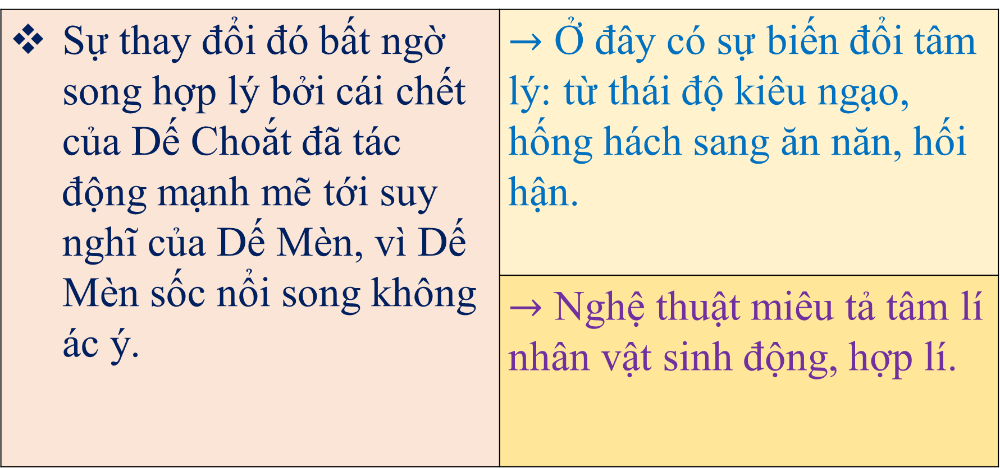 ❖ Sự thay đổi đó bất ngờ
song hợp lý bởi cái chết
của Dế Choắt đã tác
động mạnh mẽ tới suy
nghĩ của Dế Mèn, vì Dế
Mèn sốc nổi song không
ác ý.
→ Ở đây có sự biến đổi tâm
lý: từ thái độ kiêu ngạo,
hống hách sang ăn năn, hối
hận.
→ Nghệ thuật miêu tả tâm lí
nhân vật sinh động, hợp lí.